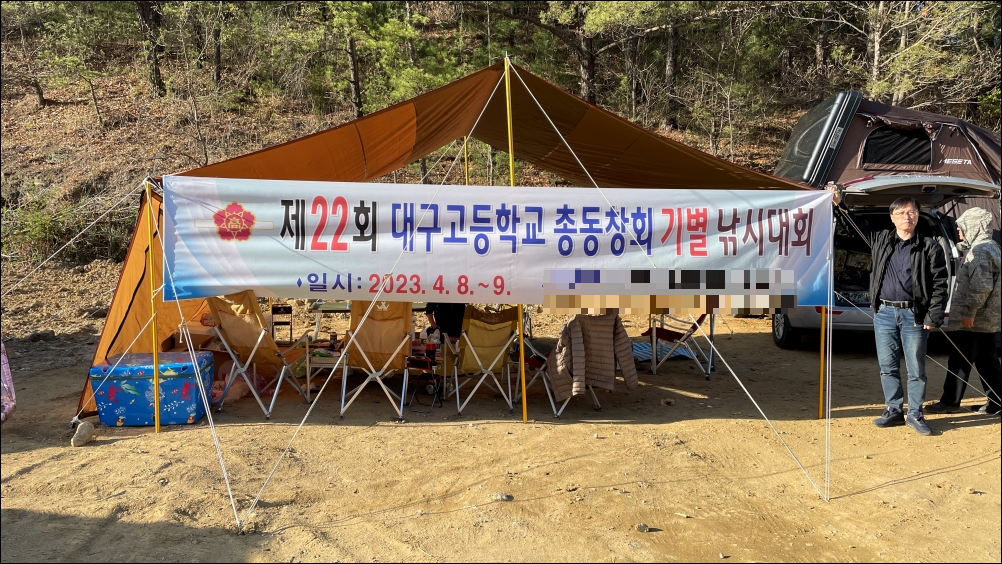 제22회 대구고등학교 총동창회 기별 낚시대회
•일시: 2023. 4. 8.~9.